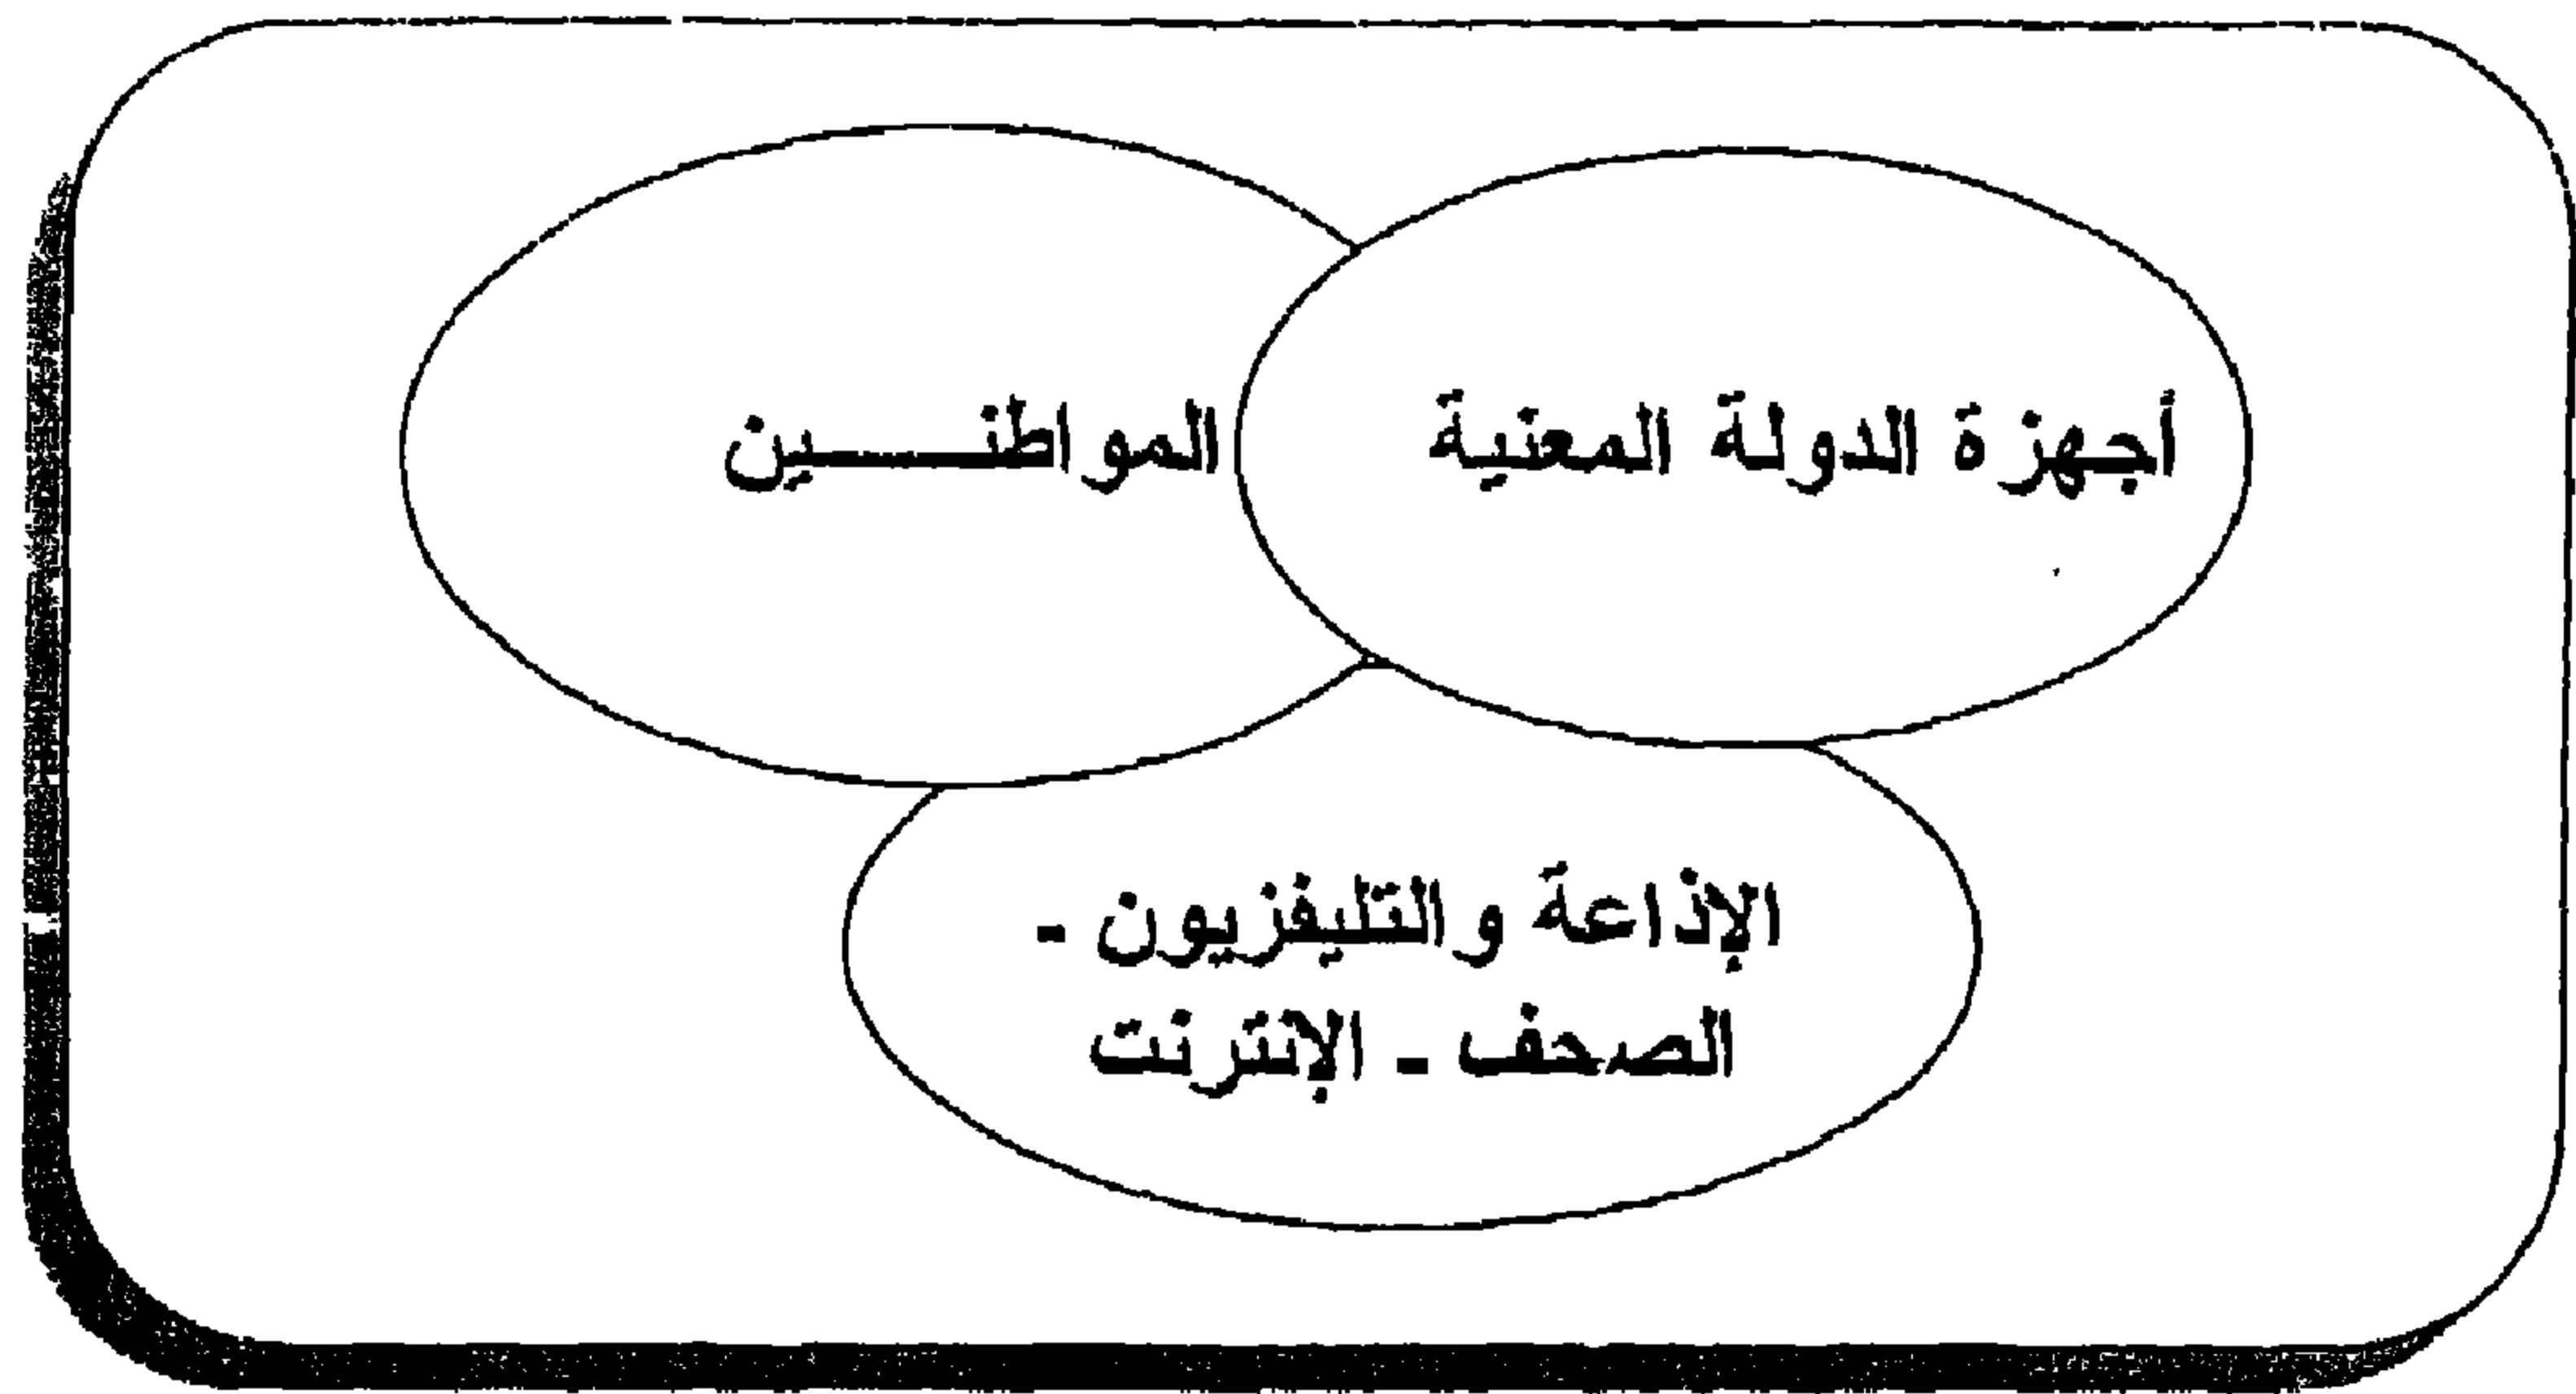 أجهزة الدولة المعنية
المواطنـــــين
الإذاعة والتليفزيون -
الصحف - الإنترنت